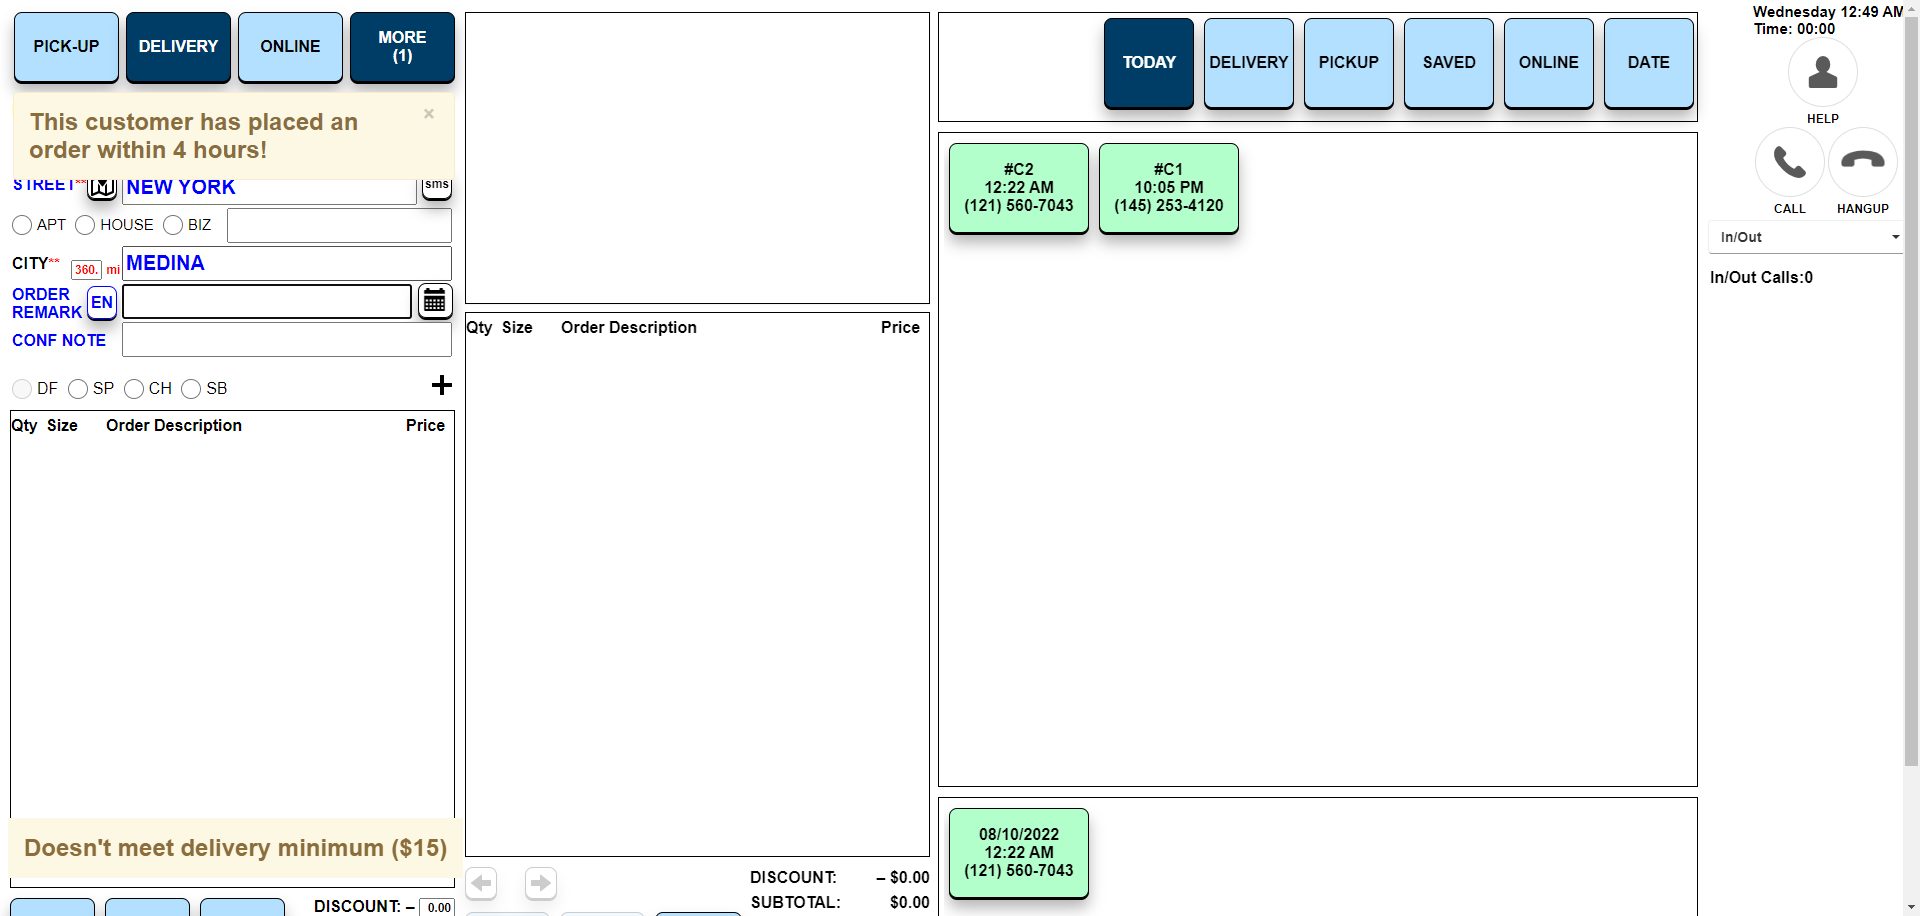 PICK-UP
DELIVERY
ONLINE
MORE
(1)
This customer has placed an
order within 4 hours!
×
STREET** NEW YORK sms
APT HOUSE BIZ
CITY** 360. mi MEDINA
ORDER
REMARK EN
CONF NOTE
DF SP CH SB
Qty Size Order Description Price
Doesn't meet delivery minimum ($15)
DISCOUNT: – 0.00
Qty Size Order Description Price
DISCOUNT: – $0.00
SUBTOTAL: $0.00
TODAY
DELIVERY
PICKUP
SAVED
ONLINE
DATE
#C2
12:22 AM
(121) 560-7043
#C1
10:05 PM
(145) 253-4120
08/10/2022
12:22 AM
(121) 560-7043
Wednesday 12:49 AM
Time: 00:00
HELP
CALL
HANGUP
In/Out
In/Out Calls:0